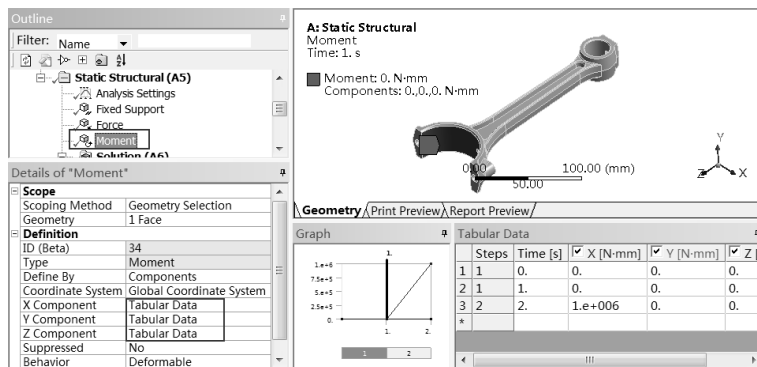 Outline
Filter: Name
Static Structural (A5)
Analysis Settings
Fixed Support
Force
Moment
Solution (A6)
Details of "Moment"
Scope
Scoping Method Geometry Selection
Geometry 1 Face
Definition
ID (Beta) 34
Type Moment
Define By Components
Coordinate System Global Coordinate System
X Component Tabular Data
Y Component Tabular Data
Z Component Tabular Data
Suppressed No
Behavior Deformable
A: Static Structural
Moment
Time: 1. s
Moment: 0. N·mm
Components: 0.,0.,0. N·mm
0.00 100.00 (mm)
50.00
Y
Z X
Geometry Print Preview Report Preview
Graph
1.
1.e+6
7.5e+5
5.e+5
2.5e+5
0.
1. 2.
1 2
Tabular Data
Steps Time [s] X [N·mm] Y [N·mm] Z [
1 1 0. 0. 0. 0.
2 1 1. 0. 0. 0.
3 2 2. 1.e+006 0. 0.
*